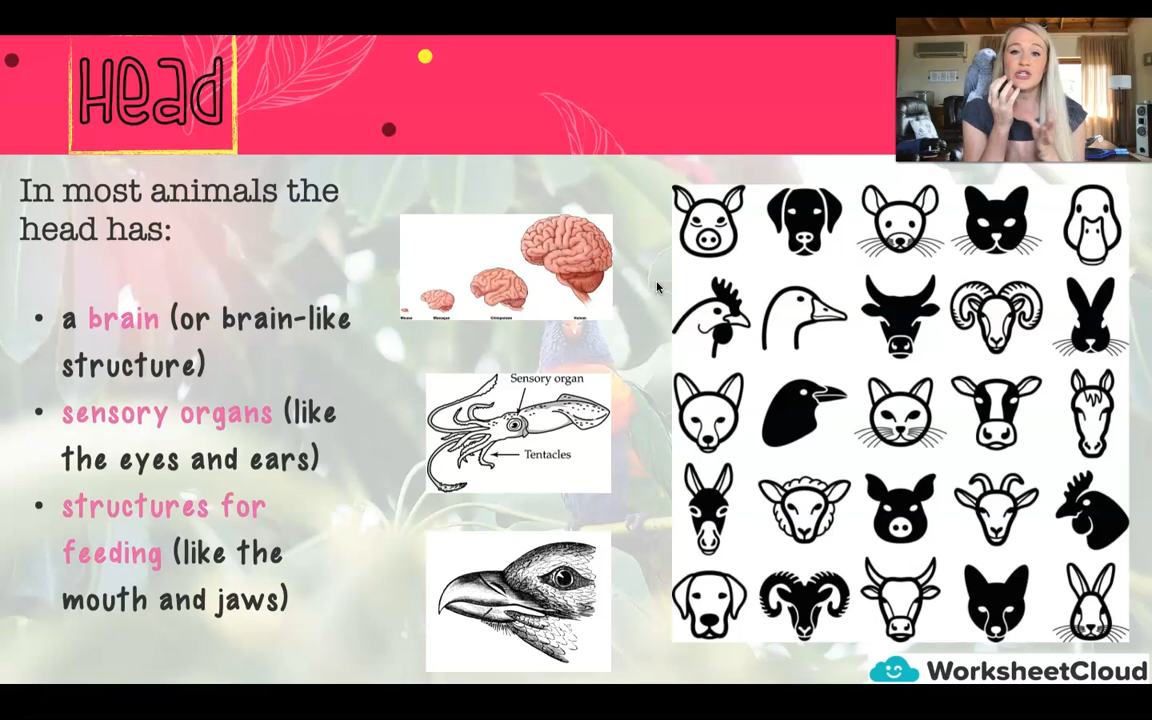 Head
In most animals the
head has:
• a brain (or brain-like
structure)
• sensory organs (like
the eyes and ears)
• structures for
feeding (like the
mouth and jaws)
Human
Sensory organ
Tentacles
WorksheetCloud